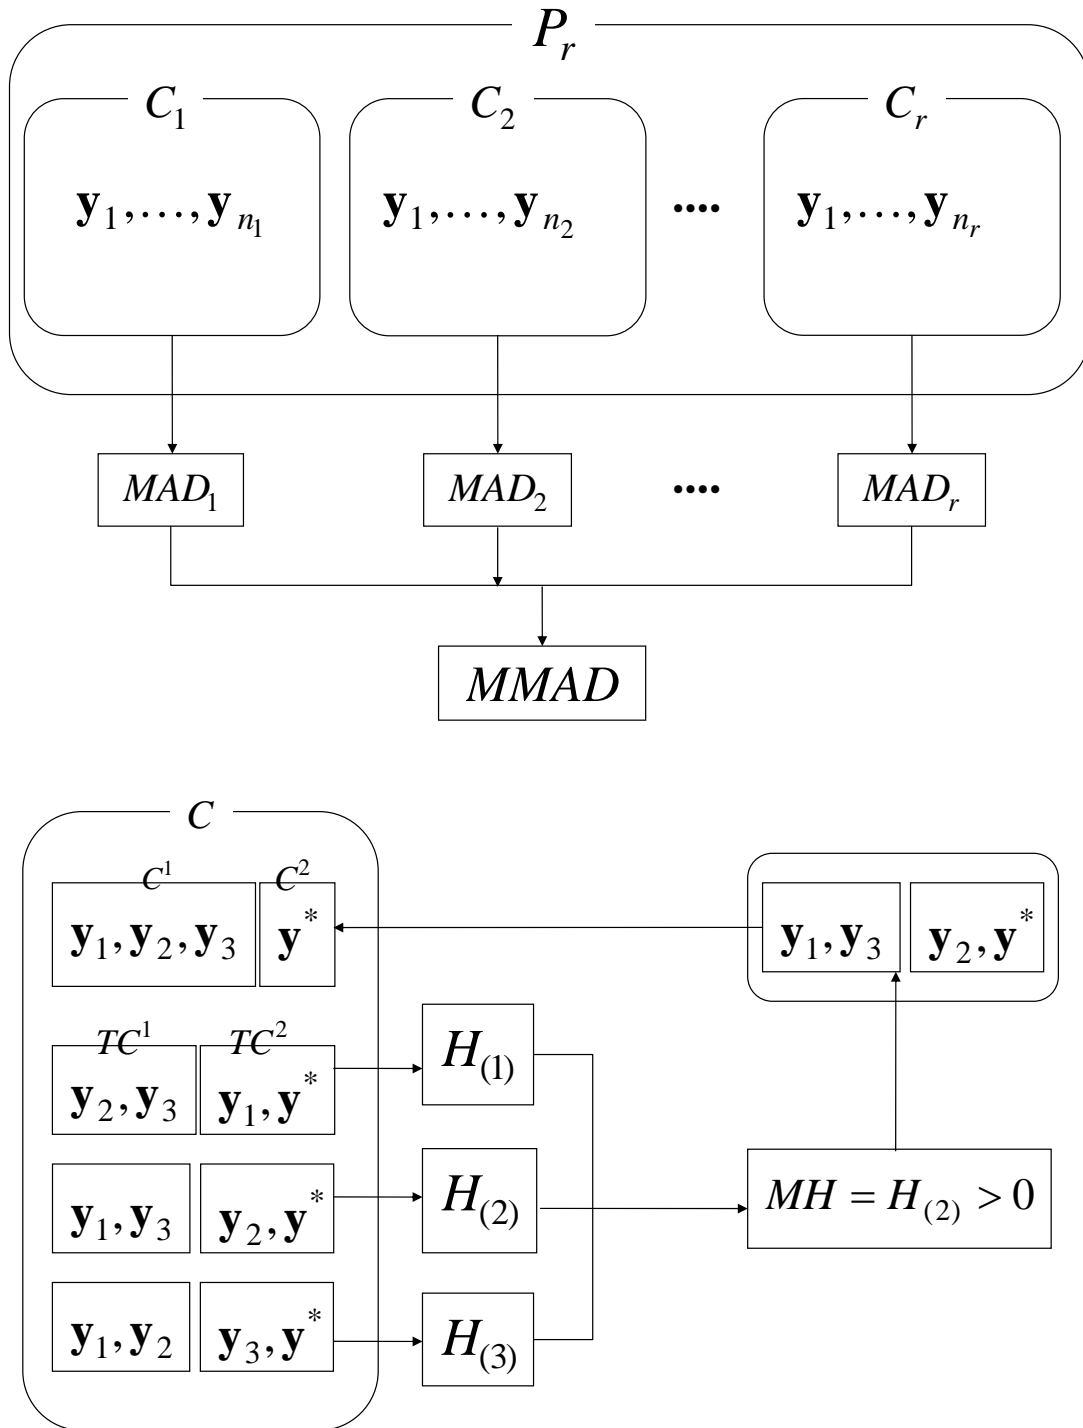 P_r
C_1 C_2 C_r
y_1,...,y_{n_1} y_1,...,y_{n_2} .... y_1,...,y_{n_r}
MAD_1 MAD_2 .... MAD_r
MMAD
C
C^1 C^2
y_1, y_2, y_3 y^* y_1, y_3 y_2, y^*
TC^1 TC^2
y_2, y_3 y_1, y^* H_{(1)}
y_1, y_3 y_2, y^* H_{(2)} MH = H_{(2)} > 0
y_1, y_2 y_3, y^* H_{(3)}